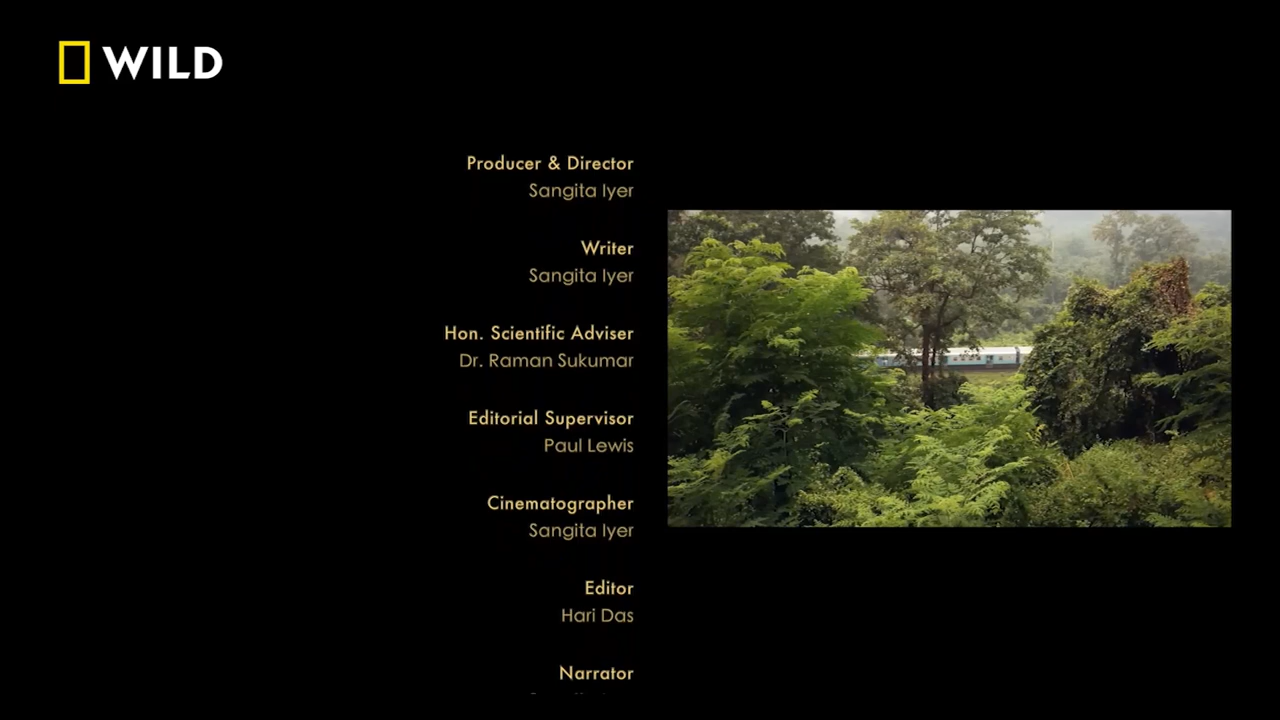 WILD
Producer & Director
Sangita Iyer
Writer
Sangita Iyer
Hon. Scientific Adviser
Dr. Raman Sukumar
Editorial Supervisor
Paul Lewis
Cinematographer
Sangita Iyer
Editor
Hari Das
Narrator